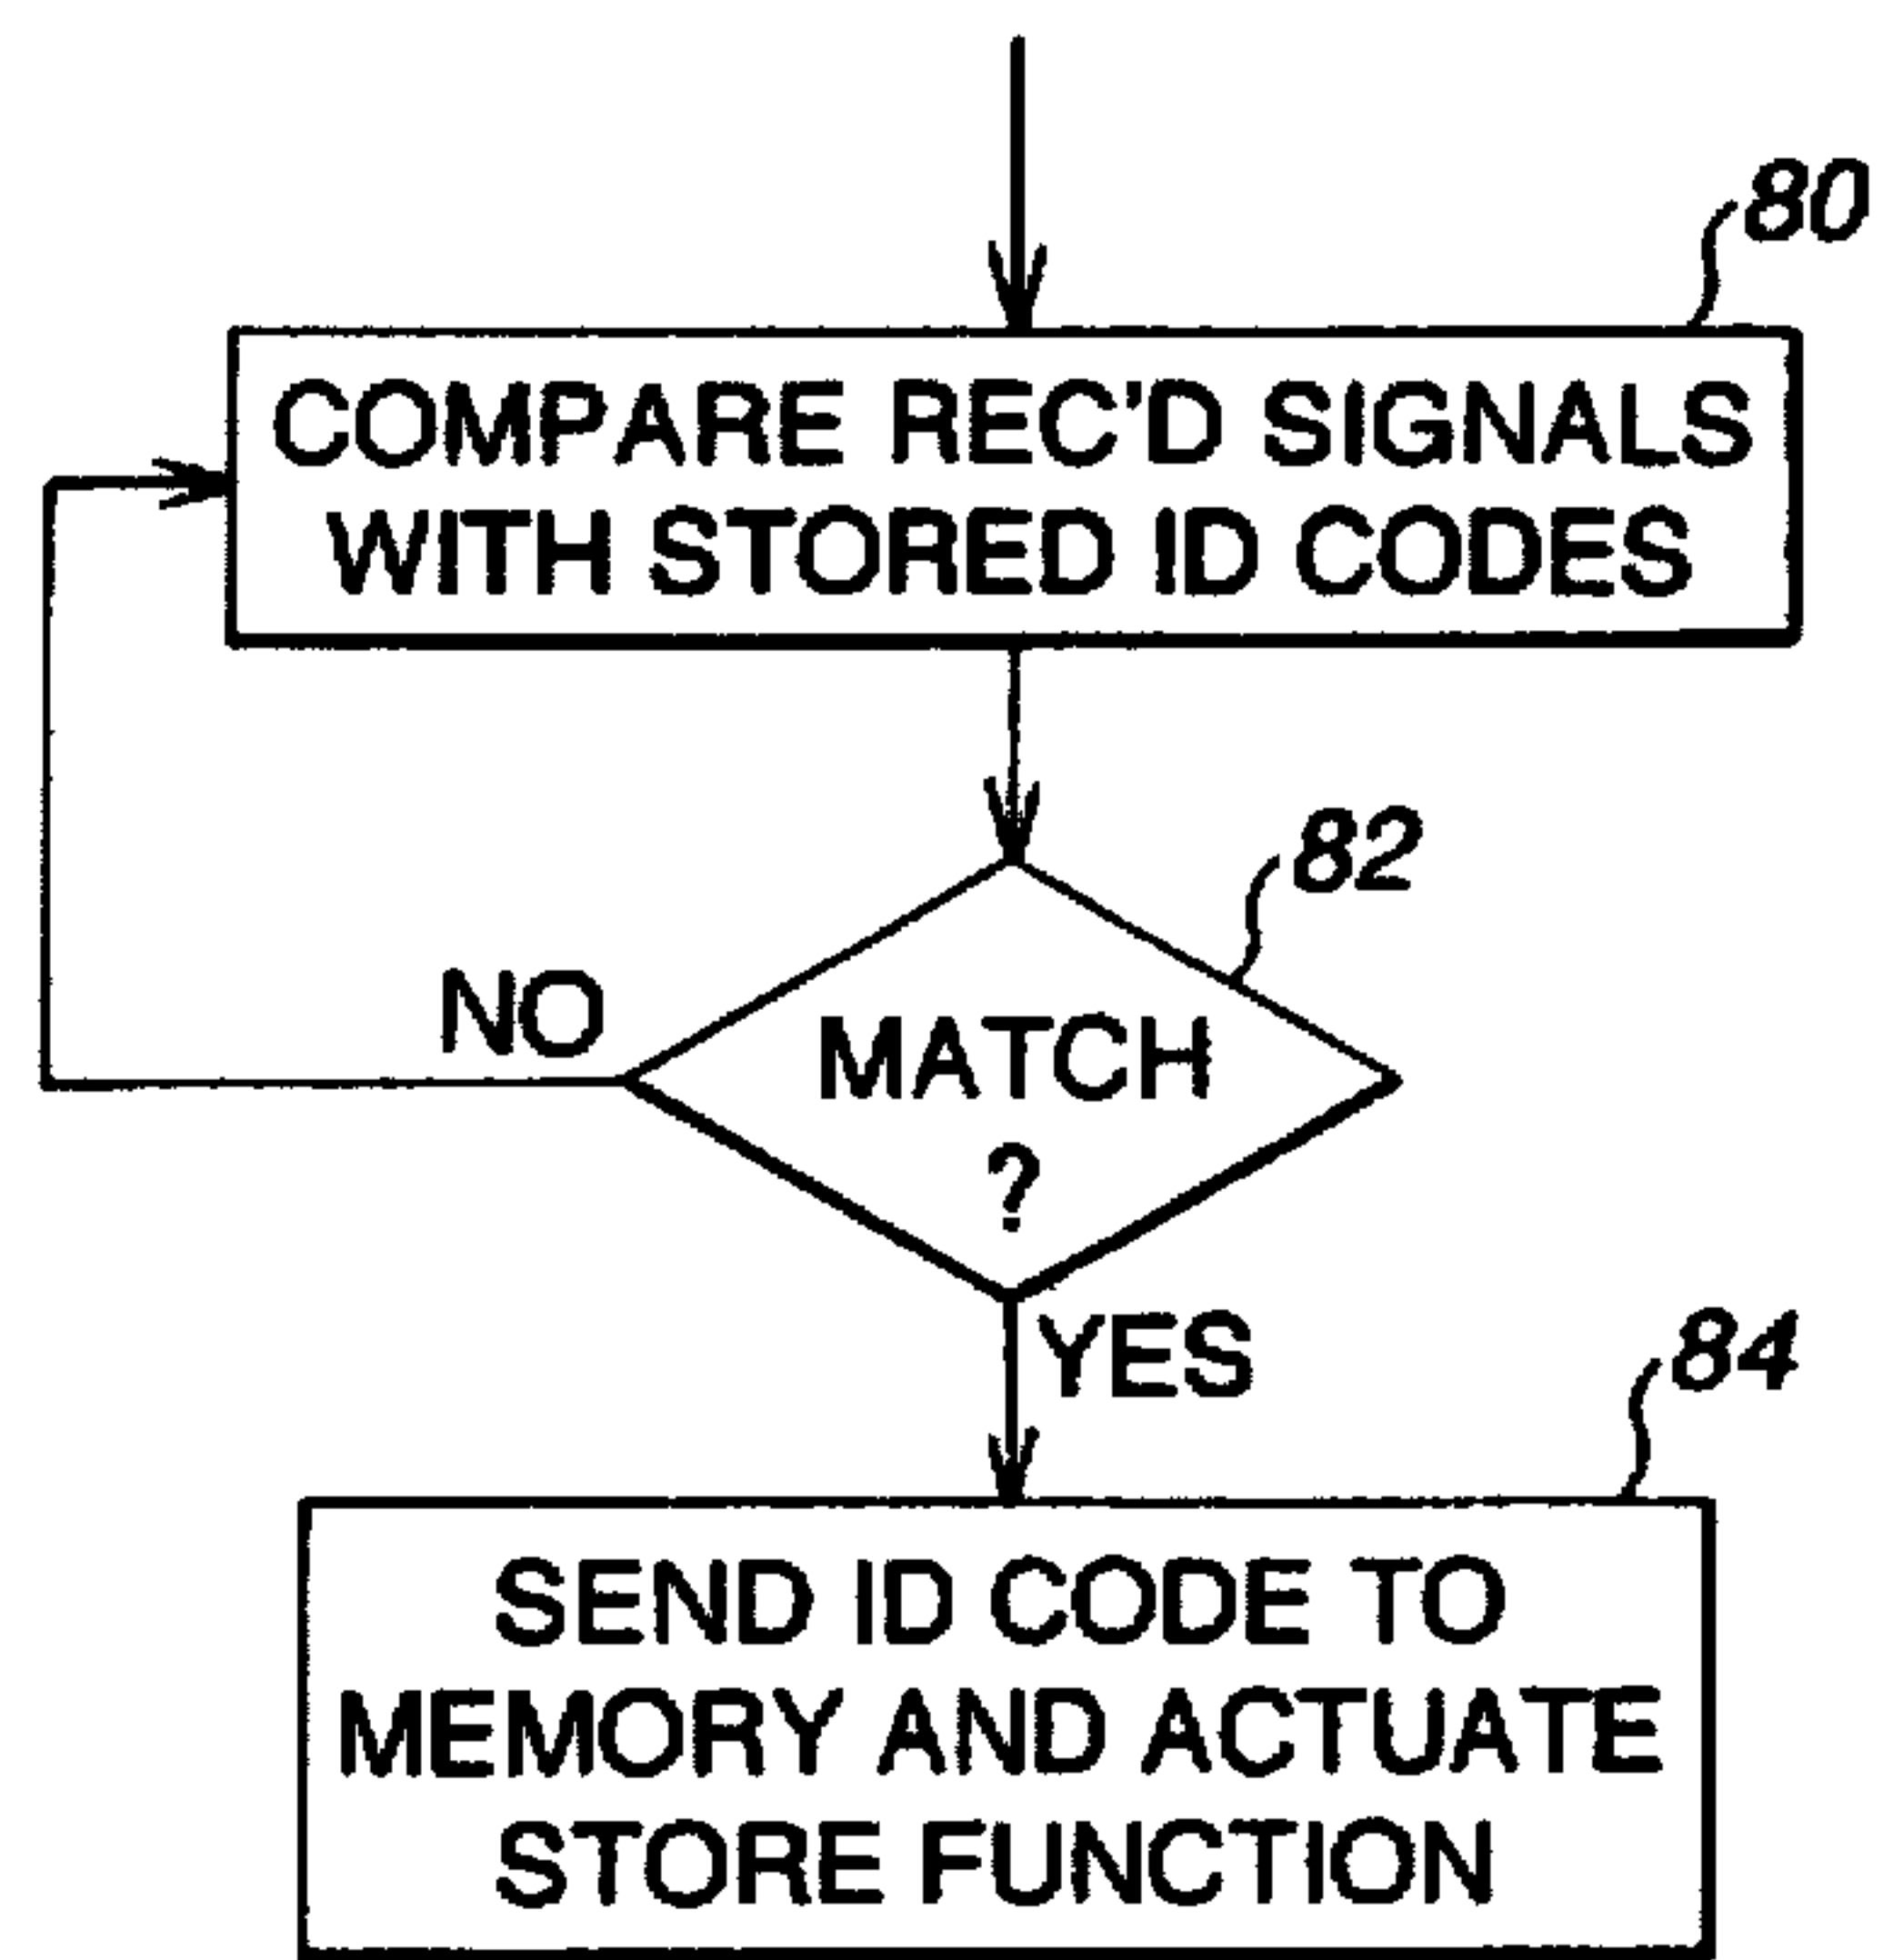 80
COMPARE REC'D SIGNALS
WITH STORED ID CODES
82
NO
MATCH
?
YES
84
SEND ID CODE TO
MEMORY AND ACTUATE
STORE FUNCTION